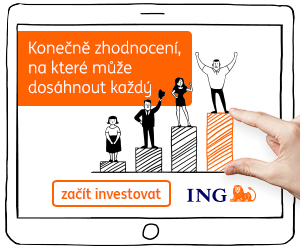 Konečně zhodnocení,
na které může
dosáhnout každý
začít investovat
ING